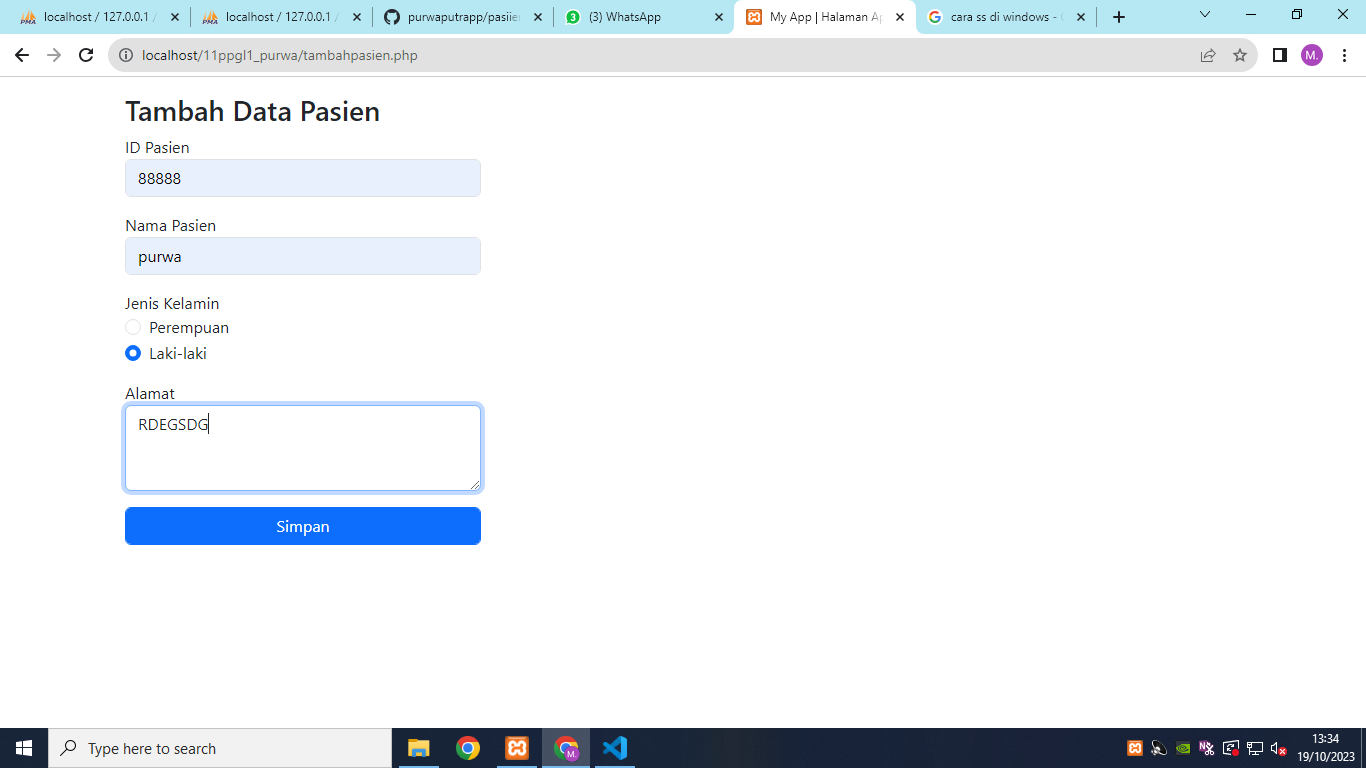 localhost / 127.0.0.1 /
localhost / 127.0.0.1 /
purwaputrapp/pasien
(3) WhatsApp
My App | Halaman Ap
cara ss di windows - G
localhost/11ppgl1_purwa/tambahpasien.php
M.
Tambah Data Pasien
ID Pasien
88888
Nama Pasien
purwa
Jenis Kelamin
Perempuan
Laki-laki
Alamat
RDEGSDG
Simpan
Type here to search
13:34
19/10/2023